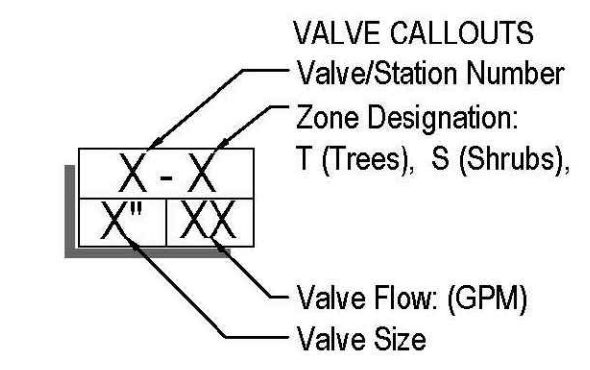 VALVE CALLOUTS
Valve/Station Number
Zone Designation:
T (Trees), S (Shrubs),
X - X
X" XX
Valve Flow: (GPM)
Valve Size